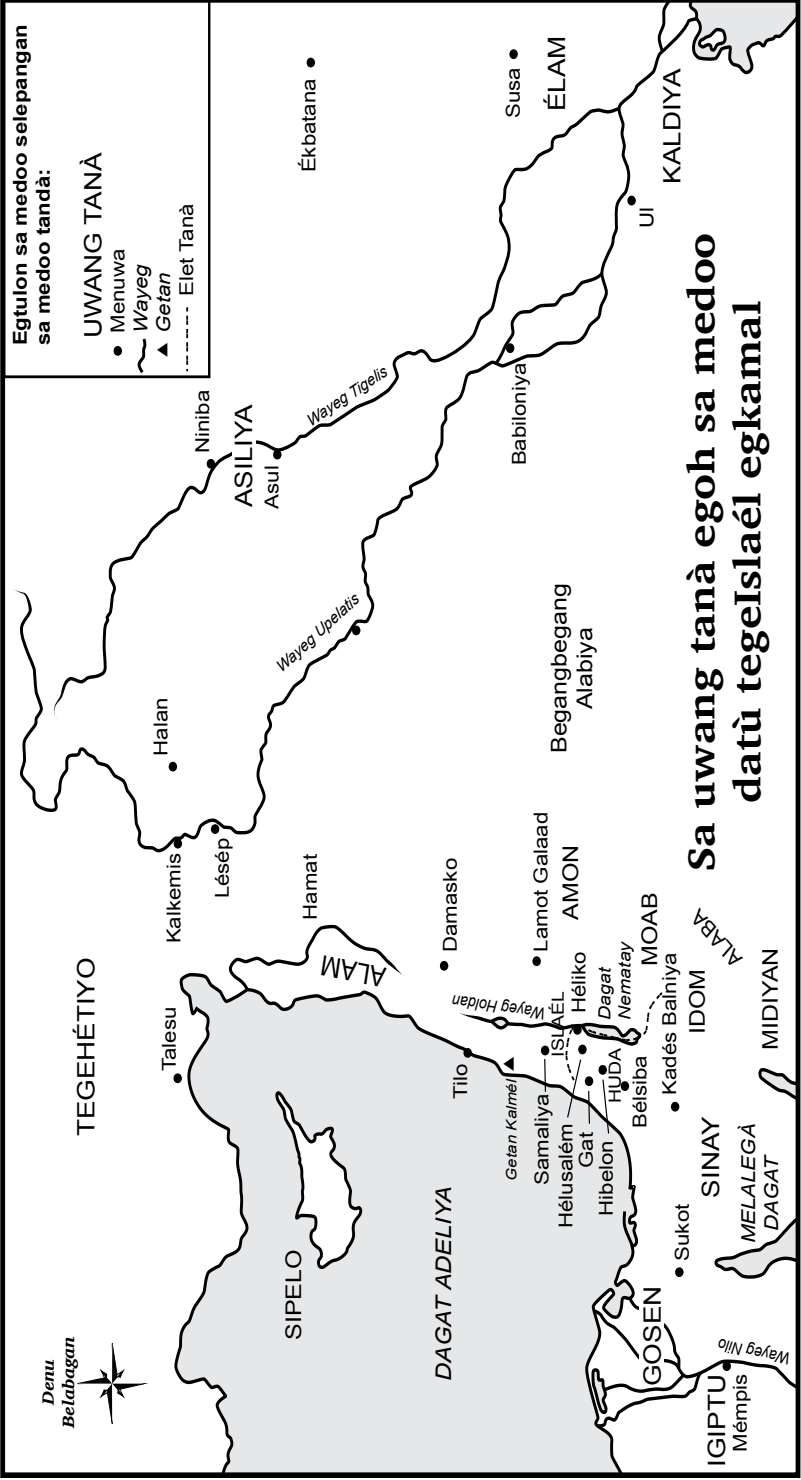 Denu
Belabagan
Egtulon sa medoo selepangan
sa medoo tandà:
UWANG TANÀ
Menuwa
Wayeg
Getan
Elet Tanà
TEGEHÉTIYO
Talesu
Kalkemis
Lésép
Halan
Niniba
ASILIYA
Asul
Wayeg Tigelis
Ékbatana
Susa
ÉLAM
SIPELO
Hamat
ALAM
Wayeg Upelatis
Babiloniya
KALDIYA
Ul
DAGAT ADELIYA
Tilo
Damasko
Getan Kalmél
Wayeg Holdan
Lamot Galaad
AMON
Begangbegang
Alabiya
Samaliya
ISLAÉL
Hélusalém
Héliko
Gat
Hibelon
HUDA
Dagat
Nematay
Bélsiba
MOAB
Kadés Balniya
IDOM
ALABA
GOSEN
Sukot
SINAY
IGIPTU
Mémpis
Wayeg Nilo
MELALEGÀ
DAGAT
MIDIYAN
Sa uwang tanà egoh sa medoo
datù tegeIslaél egkamal